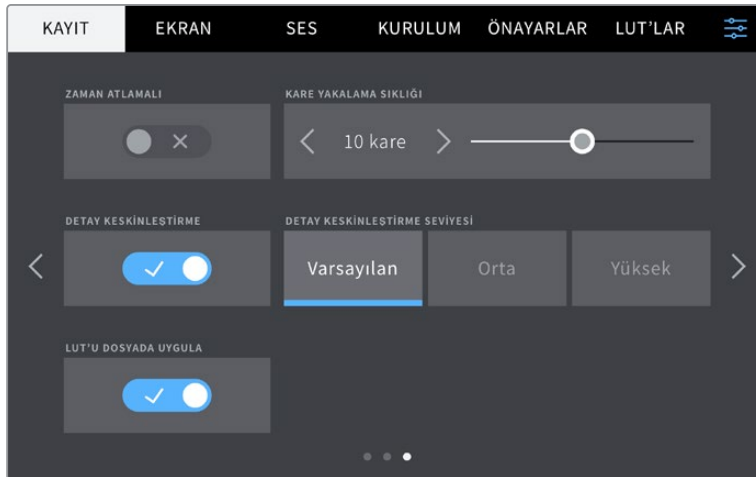 KAYIT EKRAN SES KURULUM ÖNAYARLAR LUT'LAR
ZAMAN ATLAMALI KARE YAKALAMA SIKLIĞI
10 kare
DETAY KESKİNLEŞTİRME DETAY KESKİNLEŞTİRME SEVİYESİ
Varsayılan Orta Yüksek
LUT'U DOSYADA UYGULA